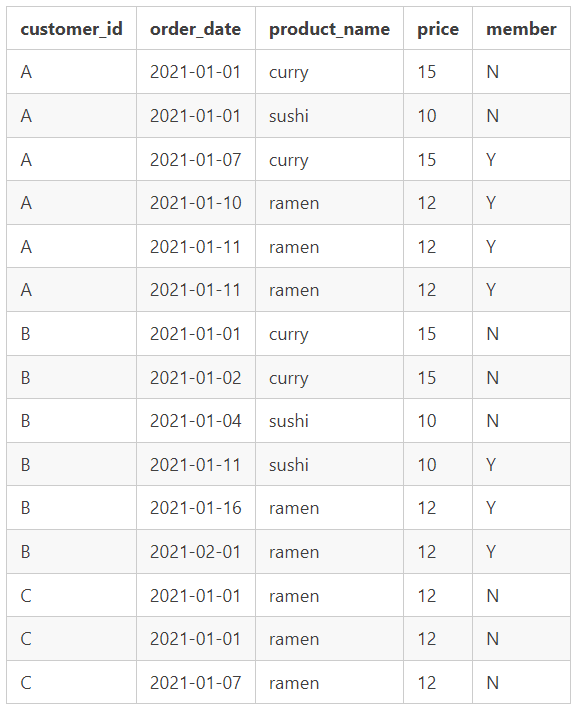 customer_id order_date product_name price member
A 2021-01-01 curry 15 N
A 2021-01-01 sushi 10 N
A 2021-01-07 curry 15 Y
A 2021-01-10 ramen 12 Y
A 2021-01-11 ramen 12 Y
A 2021-01-11 ramen 12 Y
B 2021-01-01 curry 15 N
B 2021-01-02 curry 15 N
B 2021-01-04 sushi 10 N
B 2021-01-11 sushi 10 Y
B 2021-01-16 ramen 12 Y
B 2021-02-01 ramen 12 Y
C 2021-01-01 ramen 12 N
C 2021-01-01 ramen 12 N
C 2021-01-07 ramen 12 N